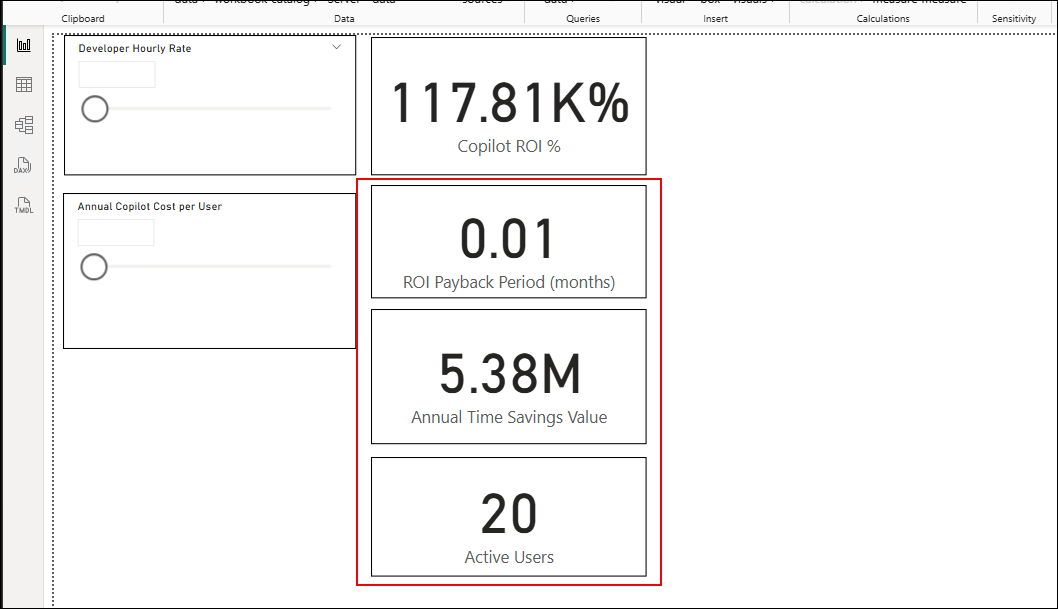 Clipboard
Data
Queries
Insert
Calculations
Sensitivity
Developer Hourly Rate
117.81K%
Copilot ROI %
DAX
TMDL
Annual Copilot Cost per User
0.01
ROI Payback Period (months)
5.38M
Annual Time Savings Value
20
Active Users